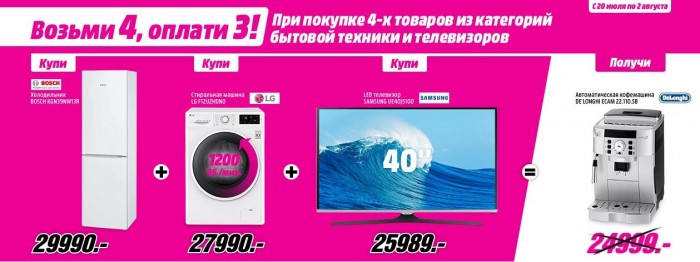 Возьми 4, оплати 3!
При покупке 4-х товаров из категорий
бытовой техники и телевизоров
С 20 июля по 2 августа
Купи
BOSCH
Холодильник
BOSCH KGN39NW13R
29990.-
+
Купи
Стиральная машина
LG F12U2HDN0
LG
1200
об./мин.
27990.-
+
Купи
LED телевизор
SAMSUNG UE40J5100
SAMSUNG
40"
25989.-
=
Получи
Автоматическая кофемашина
DE'LONGHI ECAM 22.110.SB
DeLonghi
24999.-